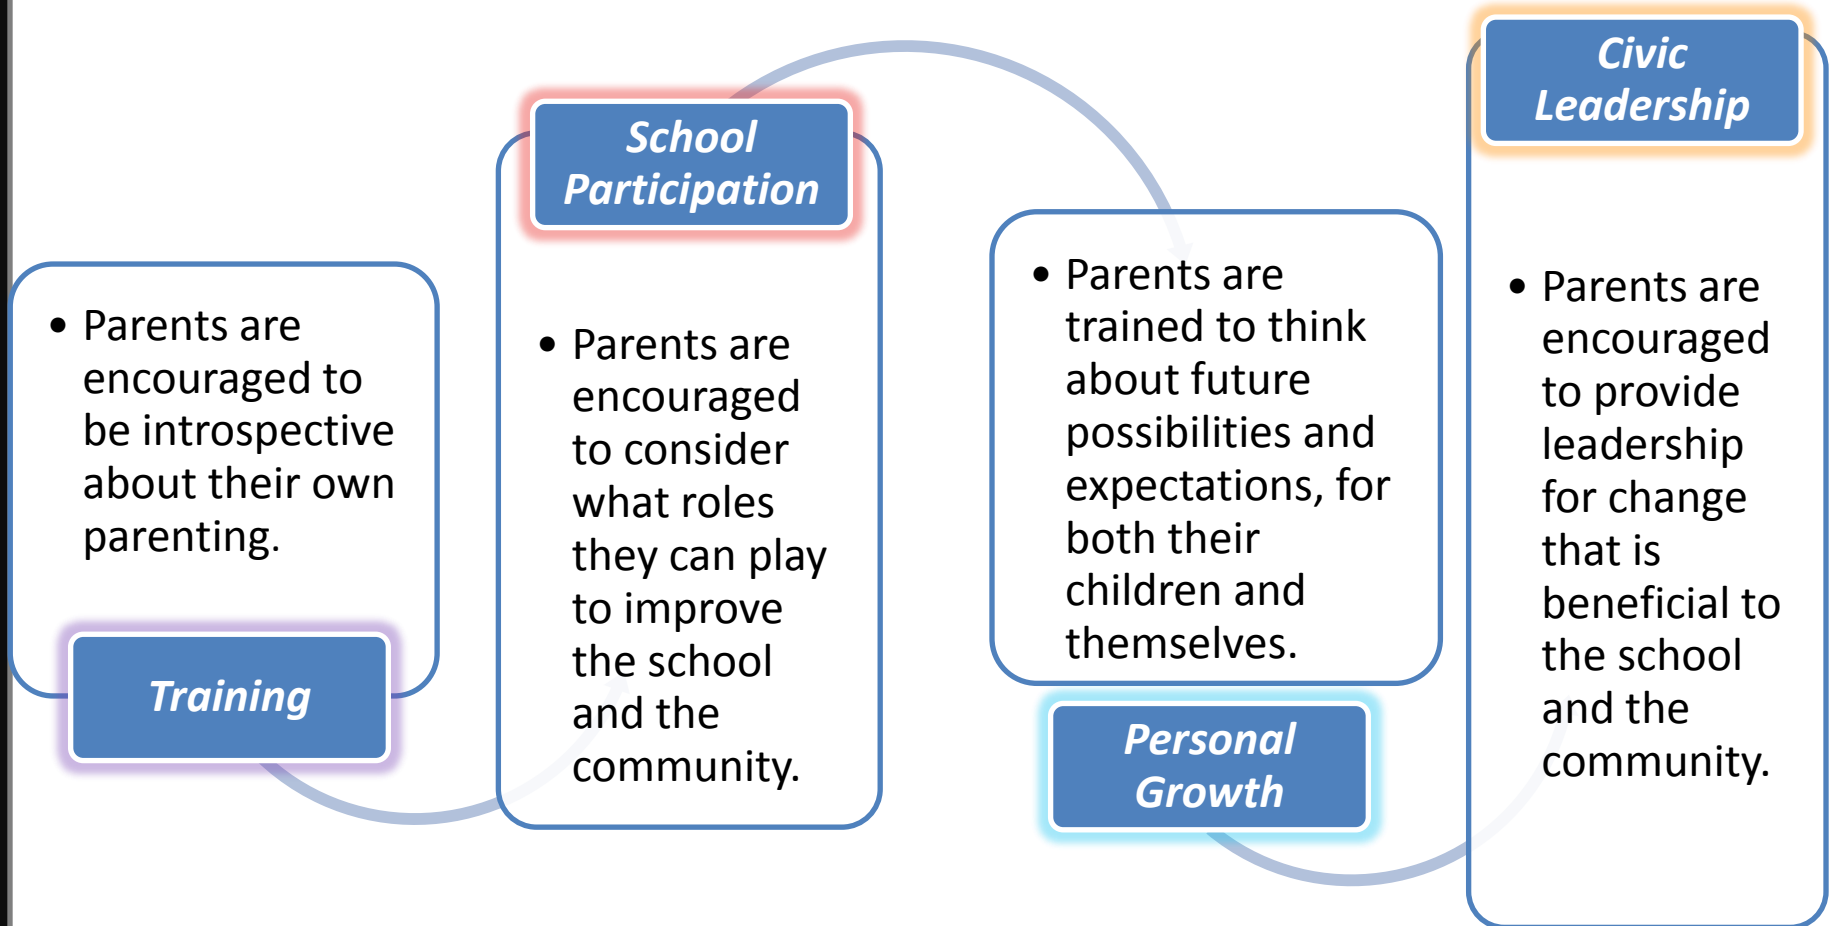 • Parents are
encouraged to
be introspective
about their own
parenting.
Training
School
Participation
• Parents are
encouraged
to consider
what roles
they can play
to improve
the school
and the
community.
• Parents are
trained to think
about future
possibilities and
expectations, for
both their
children and
themselves.
Personal
Growth
Civic
Leadership
• Parents are
encouraged
to provide
leadership
for change
that is
beneficial to
the school
and the
community.